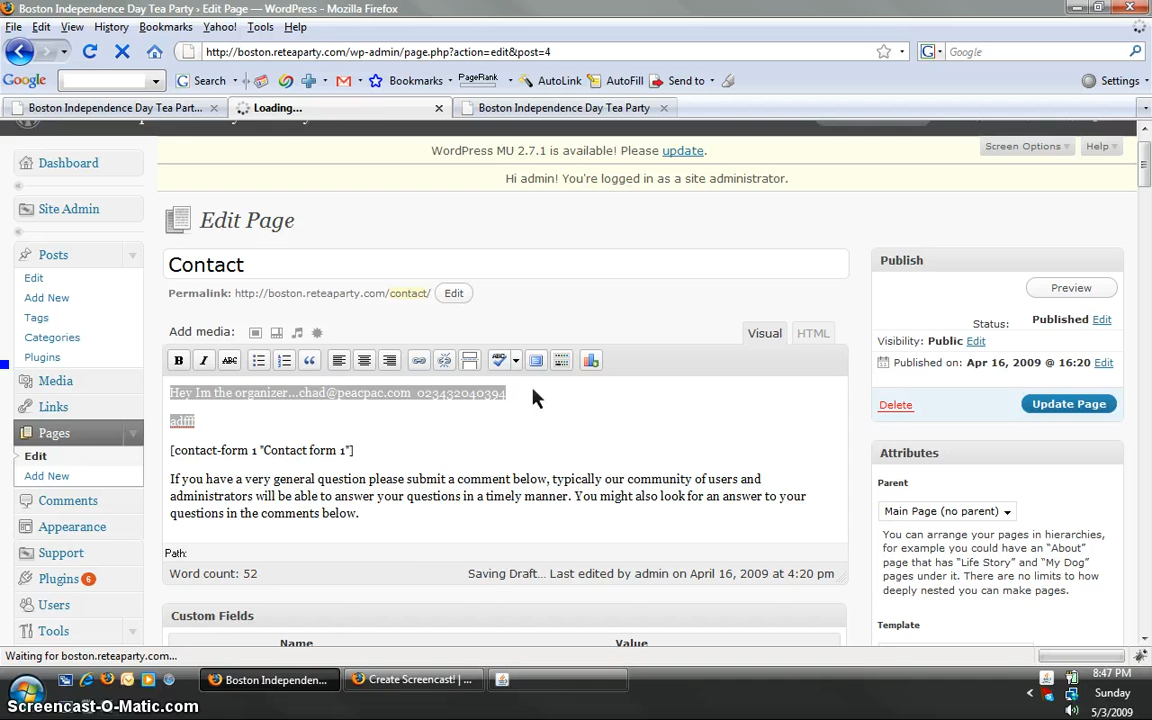 Boston Independence Day Tea Party › Edit Page — WordPress - Mozilla Firefox
File Edit View History Bookmarks Yahoo! Tools Help
http://boston.reteaparty.com/wp-admin/page.php?action=edit&post=4
Google
Google Search Bookmarks PageRank AutoLink AutoFill Send to Settings
Boston Independence Day Tea Part... Loading... Boston Independence Day Tea Party
WordPress MU 2.7.1 is available! Please update.
Screen Options Help
Hi admin! You're logged in as a site administrator.
Dashboard
Site Admin
Posts
Edit
Add New
Tags
Categories
Plugins
Media
Links
Pages
Edit
Add New
Comments
Appearance
Support
Plugins 6
Users
Tools
Edit Page
Contact
Permalink: http://boston.reteaparty.com/contact/ Edit
Add media:
Visual HTML
B I ABC
ABC
Hey Im the organizer...chad@peacpac.com 023432040394
adm
[contact-form 1 "Contact form 1"]
If you have a very general question please submit a comment below, typically our community of users and
administrators will be able to answer your questions in a timely manner. You might also look for an answer to your
questions in the comments below.
Path:
Word count: 52
Saving Draft... Last edited by admin on April 16, 2009 at 4:20 pm
Custom Fields
Name Value
Publish
Preview
Status: Published Edit
Visibility: Public Edit
Published on: Apr 16, 2009 @ 16:20 Edit
Delete Update Page
Attributes
Parent
Main Page (no parent)
You can arrange your pages in hierarchies,
for example you could have an “About”
page that has “Life Story” and “My Dog”
pages under it. There are no limits to how
deeply nested you can make pages.
Template
Waiting for boston.reteaparty.com...
Boston Independen... Create Screencast! | ...
8:47 PM
Sunday
5/3/2009
Screencast-O-Matic.com